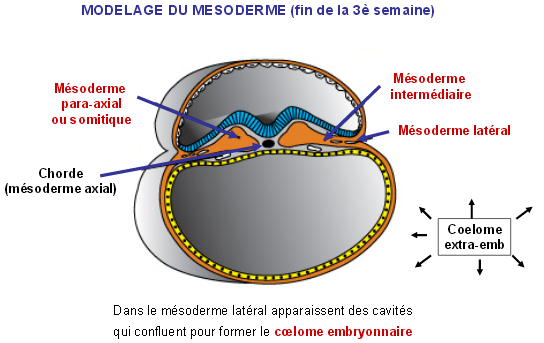 MODELAGE DU MESODERME (fin de la 3è semaine)
Mésoderme
para-axial
ou somitique
Mésoderme
intermédiaire
Mésoderme latéral
Chorde
(mésoderme axial)
Coelome
extra-emb
Dans le mésoderme latéral apparaissent des cavités
qui confluent pour former le cœlome embryonnaire